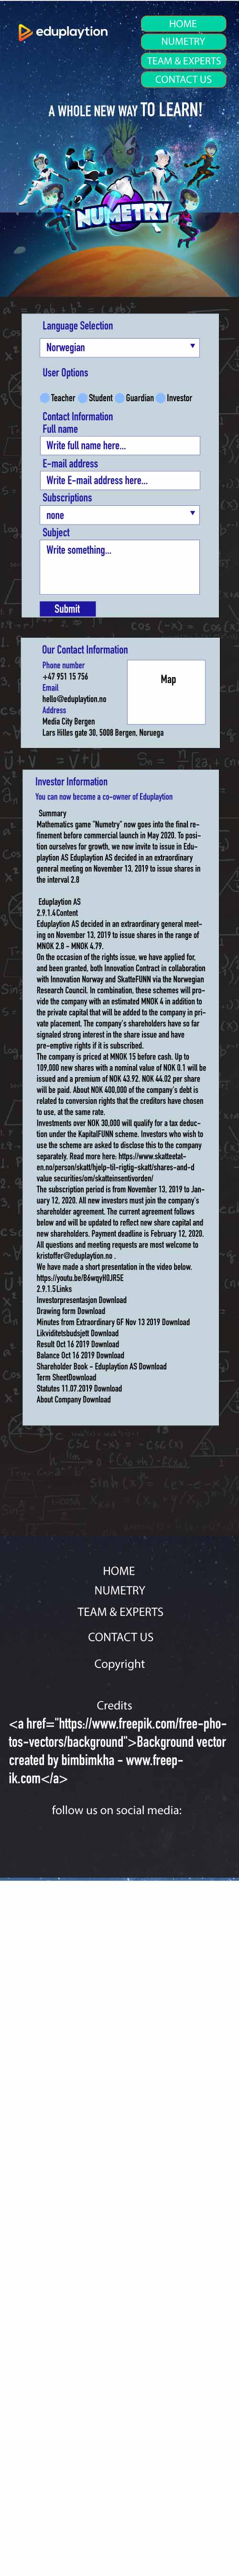 eduplaytion
HOME
NUMETRY
TEAM & EXPERTS
CONTACT US
A WHOLE NEW WAY TO LEARN!
NUMETRY
Language Selection
Norwegian
User Options
Teacher Student Guardian Investor
Contact Information
Full name
Write full name here...
E-mail address
Write E-mail address here...
Subscriptions
none
Subject
Write something...
Submit
Our Contact Information
Phone number
+47 951 15 756
Email
hello@eduplaytion.no
Address
Media City Bergen
Lars Hilles gate 30, 5008 Bergen, Noruega
Map
Investor Information
You can now become a co-owner of Eduplaytion
Summary
Mathematics game "Numetry" now goes into the final re-
finement before commercial launch in May 2020. To posi-
tion ourselves for growth, we now invite to issue in Edu-
playtion AS Eduplaytion AS decided in an extraordinary
general meeting on November 13, 2019 to issue shares in
the interval 2.8
Eduplaytion AS
2.9.1.4Content
Eduplaytion AS decided in an extraordinary general meet-
ing on November 13, 2019 to issue shares in the range of
MNOK 2.8 - MNOK 4.79.
On the occasion of the rights issue, we have applied for,
and been granted, both Innovation Contract in collaboration
with Innovation Norway and SkatteFUNN via the Norwegian
Research Council. In combination, these schemes will pro-
vide the company with an estimated MNOK 4 in addition to
the private capital that will be added to the company in pri-
vate placement. The company's shareholders have so far
signaled strong interest in the share issue and have
pre-emptive rights if it is subscribed.
The company is priced at MNOK 15 before cash. Up to
109,000 new shares with a nominal value of NOK 0.1 will be
issued and a premium of NOK 43.92. NOK 44.02 per share
will be paid. About NOK 400,000 of the company's debt is
related to conversion rights that the creditors have chosen
to use, at the same rate.
Investments over NOK 30,000 will qualify for a tax deduc-
tion under the KapitalFUNN scheme. Investors who wish to
use the scheme are asked to disclose this to the company
separately. Read more here: https://www.skatteetat-
en.no/person/skatt/hjelp-til-riglig-skatt/shares-and-d
value securities/om/skatteinsentivorden/
The subscription period is from November 13, 2019 to Jan-
uary 12, 2020. All new investors must join the company's
shareholder agreement. The current agreement follows
below and will be updated to reflect new share capital and
new shareholders. Payment deadline is February 12, 2020.
All questions and meeting requests are most welcome to
kristoffer@eduplaytion.no .
We have made a short presentation in the video below.
https://youtu.be/B6wqyH0JR5E
2.9.1.5Links
Investorpresentasjon Download
Drawing form Download
Minutes from Extraordinary GF Nov 13 2019 Download
Likviditetsbudsjett Download
Result Oct 16 2019 Download
Balance Oct 16 2019 Download
Shareholder Book - Eduplaytion AS Download
Term SheetDownload
Statutes 11.07.2019 Download
About Company Download
HOME
NUMETRY
TEAM & EXPERTS
CONTACT US
Copyright
Credits
<a href="https://www.freepik.com/free-pho-
tos-vectors/background">Background vector
created by bimbimkha - www.freep-
ik.com</a>
follow us on social media: